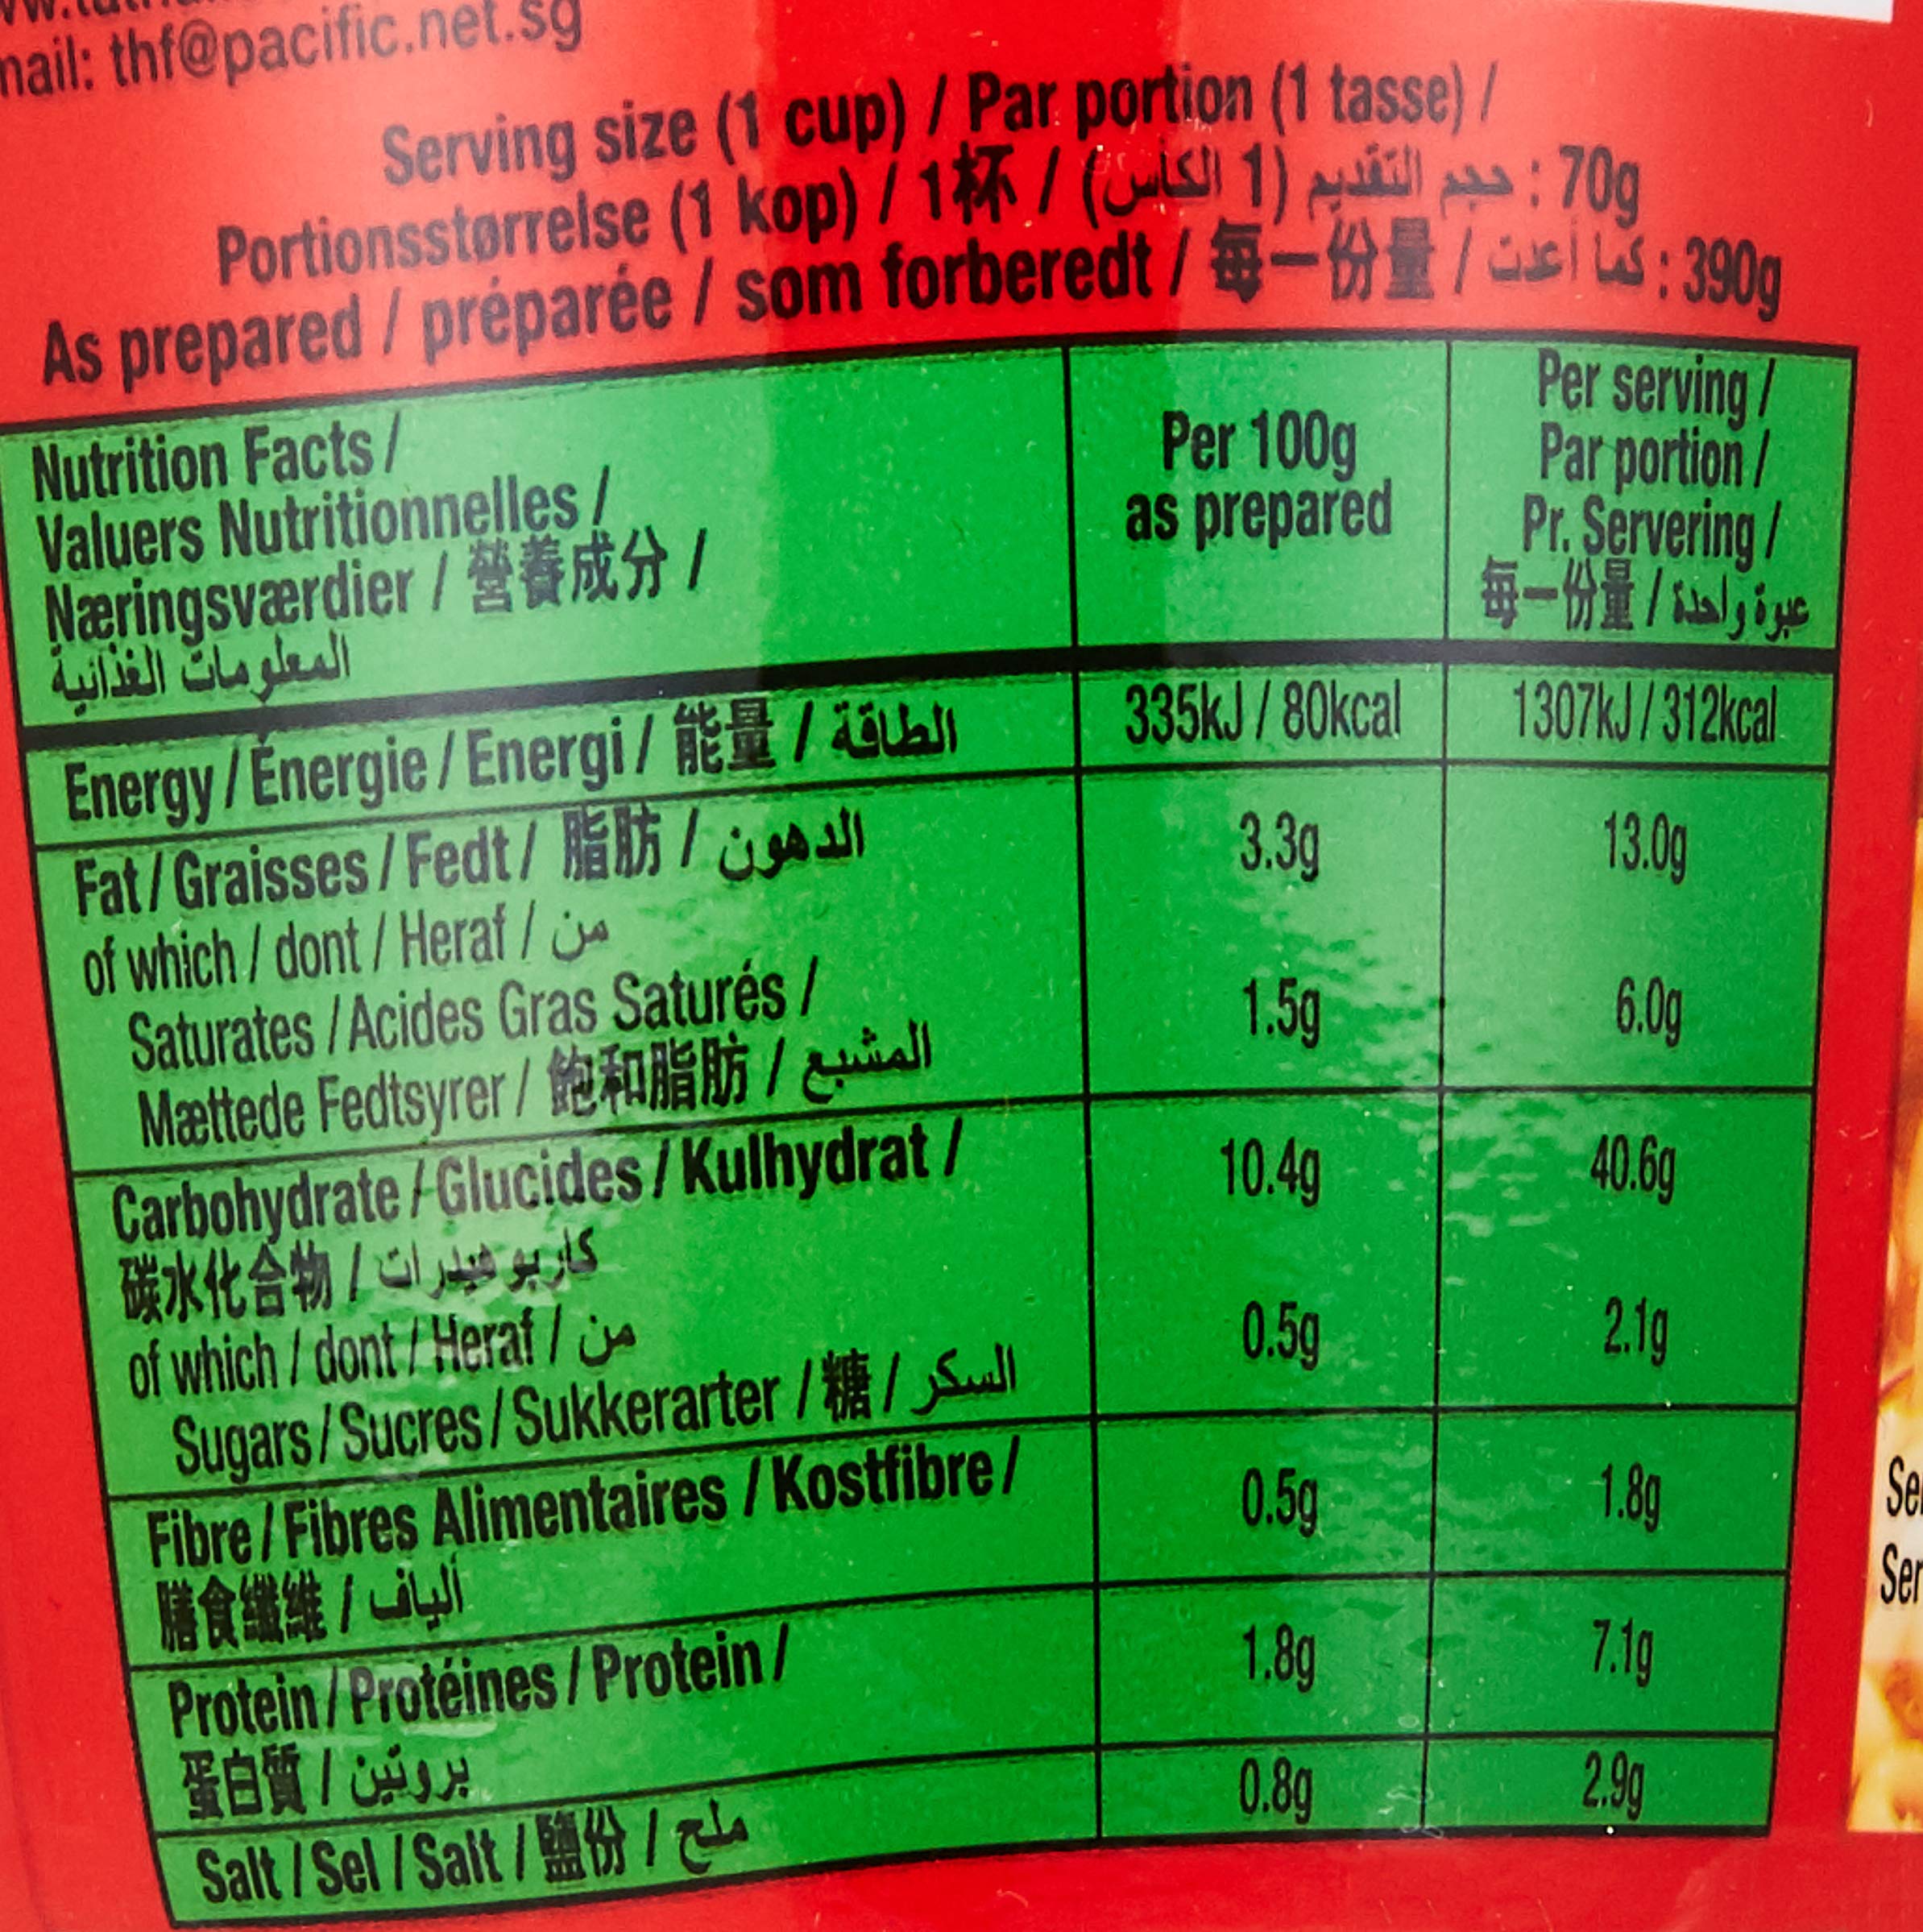 mail: thf@pacific.net.sg
Serving size (1 cup) / Par portion (1 tasse) /
Portionsstørrelse (1 kop) / 1杯 / حجم التقديم (1 الكأس) : 70g
As prepared / préparée / som forberedt / 每一份量 / كما أعدت : 390g
Nutrition Facts /
Valuers Nutritionnelles /
Næringsværdier / 營養成分 /
المعلومات الغذائية
Per 100g
as prepared
Per serving /
Par portion /
Pr. Servering /
每一份量 / عبوة واحدة
Energy / Énergie / Energi / 能量 / الطاقة 335kJ / 80kcal 1307kJ / 312kcal
Fat / Graisses / Fedt / 脂肪 / الدهون 3.3g 13.0g
of which / dont / Heraf / من
Saturates / Acides Gras Saturés / 1.5g 6.0g
Mættede Fedtsyrer / 飽和脂肪 / المشبع
Carbohydrate / Glucides / Kulhydrat / 10.4g 40.6g
碳水化合物 / كاربوهيدرات
of which / dont / Heraf / من
Sugars / Sucres / Sukkerarter / 糖 / السكر 0.5g 2.1g
Fibre / Fibres Alimentaires / Kostfibre / 0.5g 1.8g
膳食纖維 / ألياف
Protein / Protéines / Protein / 1.8g 7.1g
蛋白質 / بروتين
Salt / Sel / Salt / 鹽份 / ملح 0.8g 2.9g